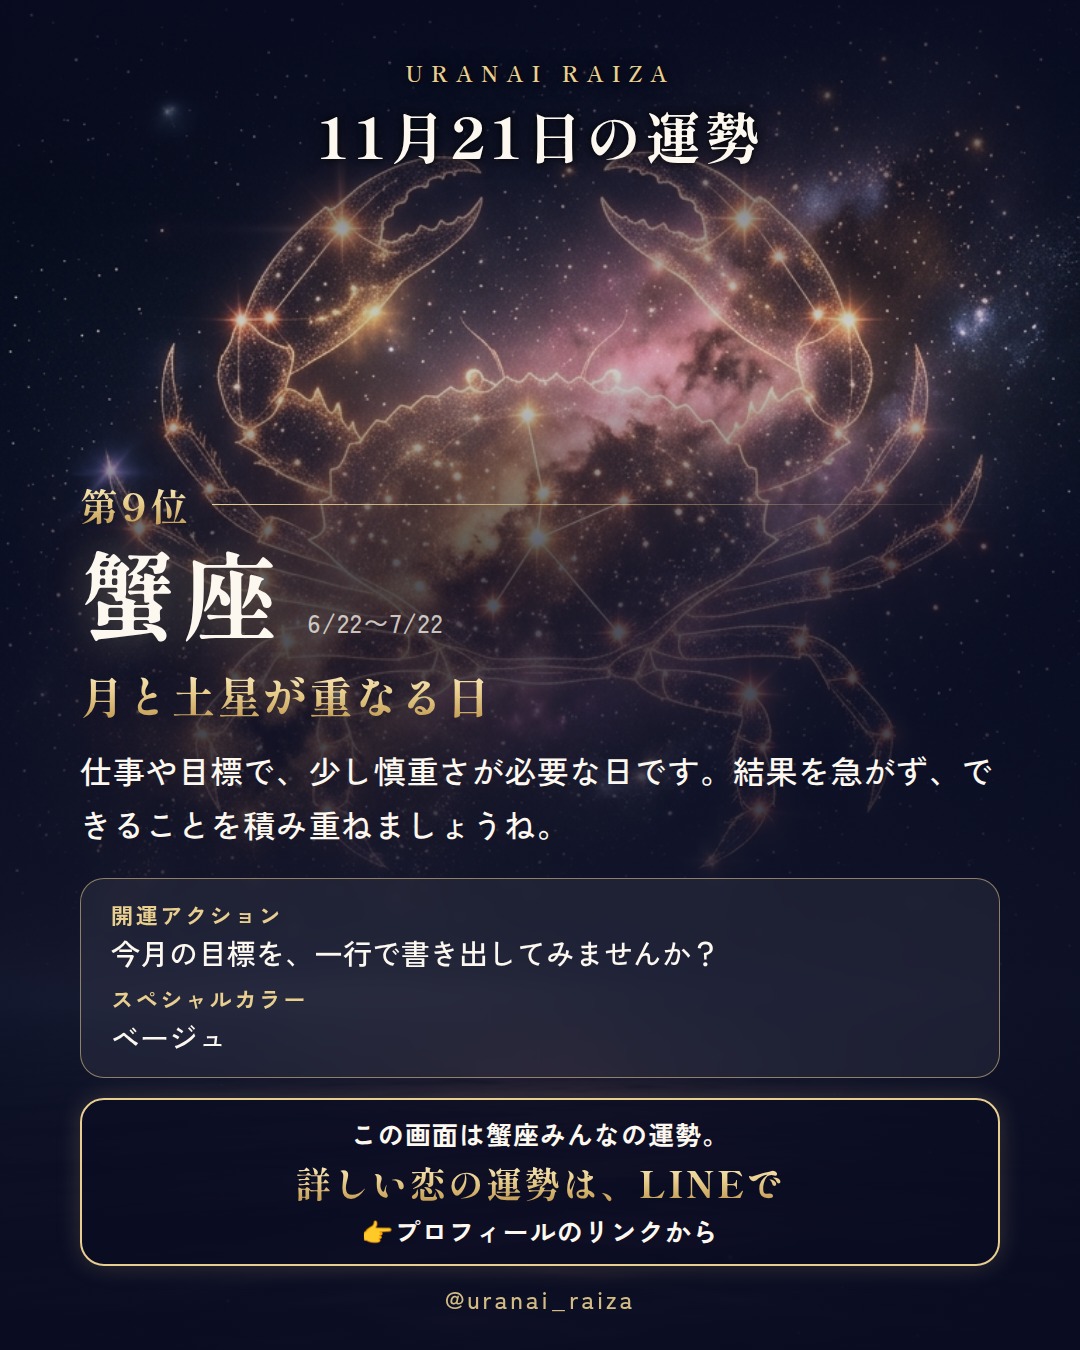 URANAI RAIZA
11月21日の運勢
第9位
蟹座 6/22〜7/22
月と土星が重なる日
仕事や目標で、少し慎重さが必要な日です。結果を急がず、で
きることを積み重ねましょうね。
開運アクション
今月の目標を、一行で書き出してみませんか？
スペシャルカラー
ベージュ
この画面は蟹座みんなの運勢。
詳しい恋の運勢は、LINEで
👉プロフィールのリンクから
@uranai_raiza